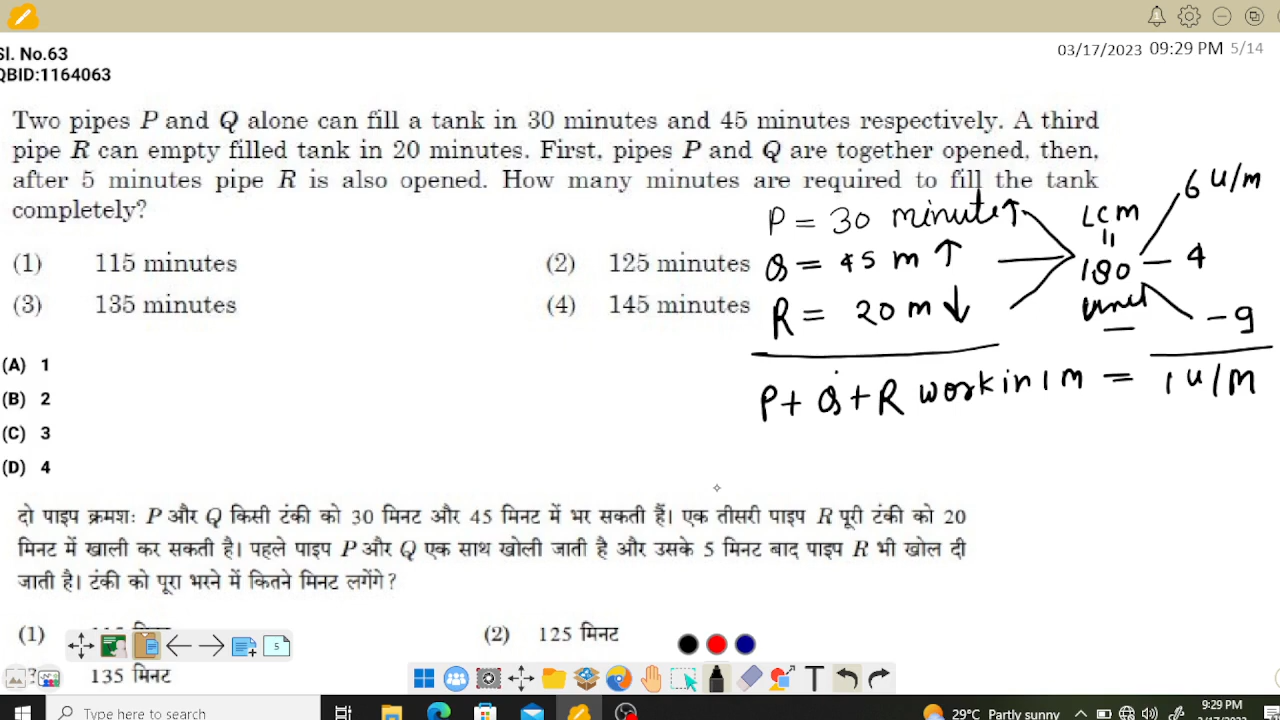 Sl. No.63
QBID:1164063
03/17/2023 09:29 PM 5/14
Two pipes P and Q alone can fill a tank in 30 minutes and 45 minutes respectively. A third
pipe R can empty filled tank in 20 minutes. First, pipes P and Q are together opened, then,
after 5 minutes pipe R is also opened. How many minutes are required to fill the tank
completely?
(1) 115 minutes
(2) 125 minutes
(3) 135 minutes
(4) 145 minutes
(A) 1
(B) 2
(C) 3
(D) 4
P = 30 minute↑
Q = 45 m ↑
R = 20 m ↓
LCM
=
180
unit
6 U/m
4
-9
P + Q + R work in 1 m = 1 U/M
दो पाइप क्रमशः P और Q किसी टंकी को 30 मिनट और 45 मिनट में भर सकती हैं। एक तीसरी पाइप R पूरी टंकी को 20
मिनट में खाली कर सकती है। पहले पाइप P और Q एक साथ खोली जाती है और उसके 5 मिनट बाद पाइप R भी खोल दी
जाती है। टंकी को पूरा भरने में कितने मिनट लगेंगे?
(1)
(2) 125 मिनट
135 मिनट
5
T
Type here to search
29°C Partly sunny
9:29 PM